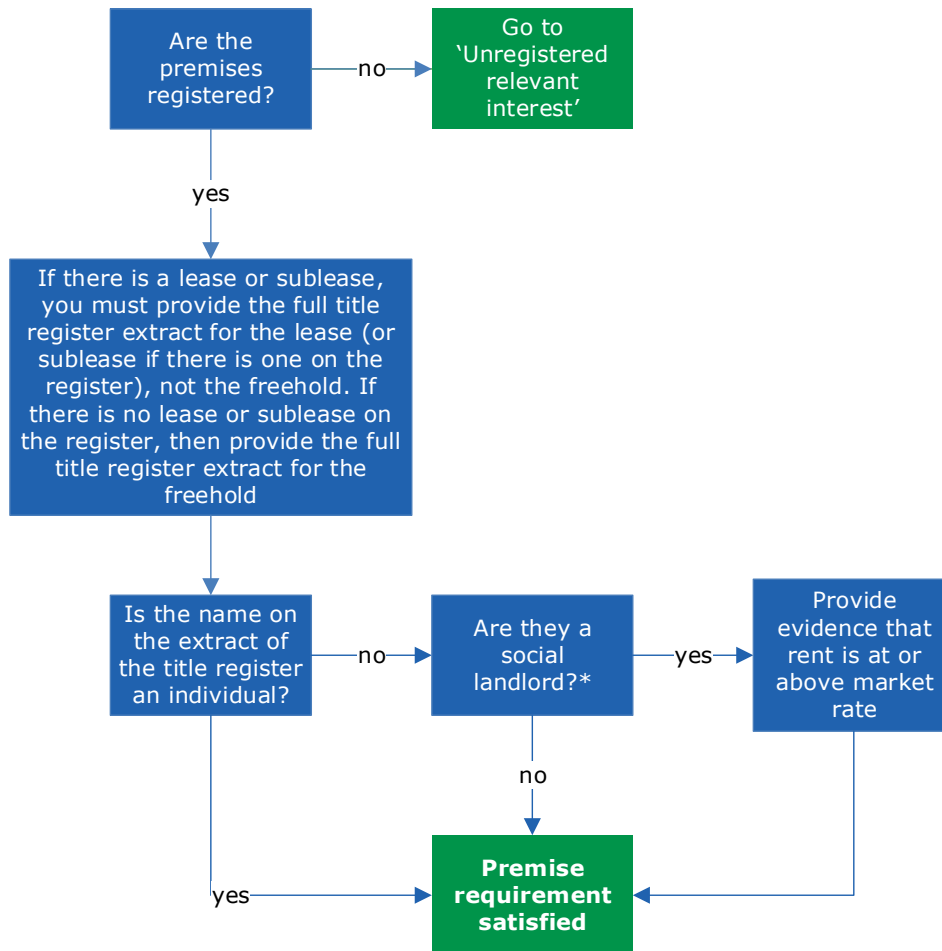 Are the
premises
registered?
no
Go to
‘Unregistered
relevant
interest’
yes
If there is a lease or sublease,
you must provide the full title
register extract for the lease (or
sublease if there is one on the
register), not the freehold. If
there is no lease or sublease on
the register, then provide the full
title register extract for the
freehold
Is the name on
the extract of
the title register
an individual?
no
Are they a
social
landlord?*
yes
Provide
evidence that
rent is at or
above market
rate
no
yes
Premise
requirement
satisfied